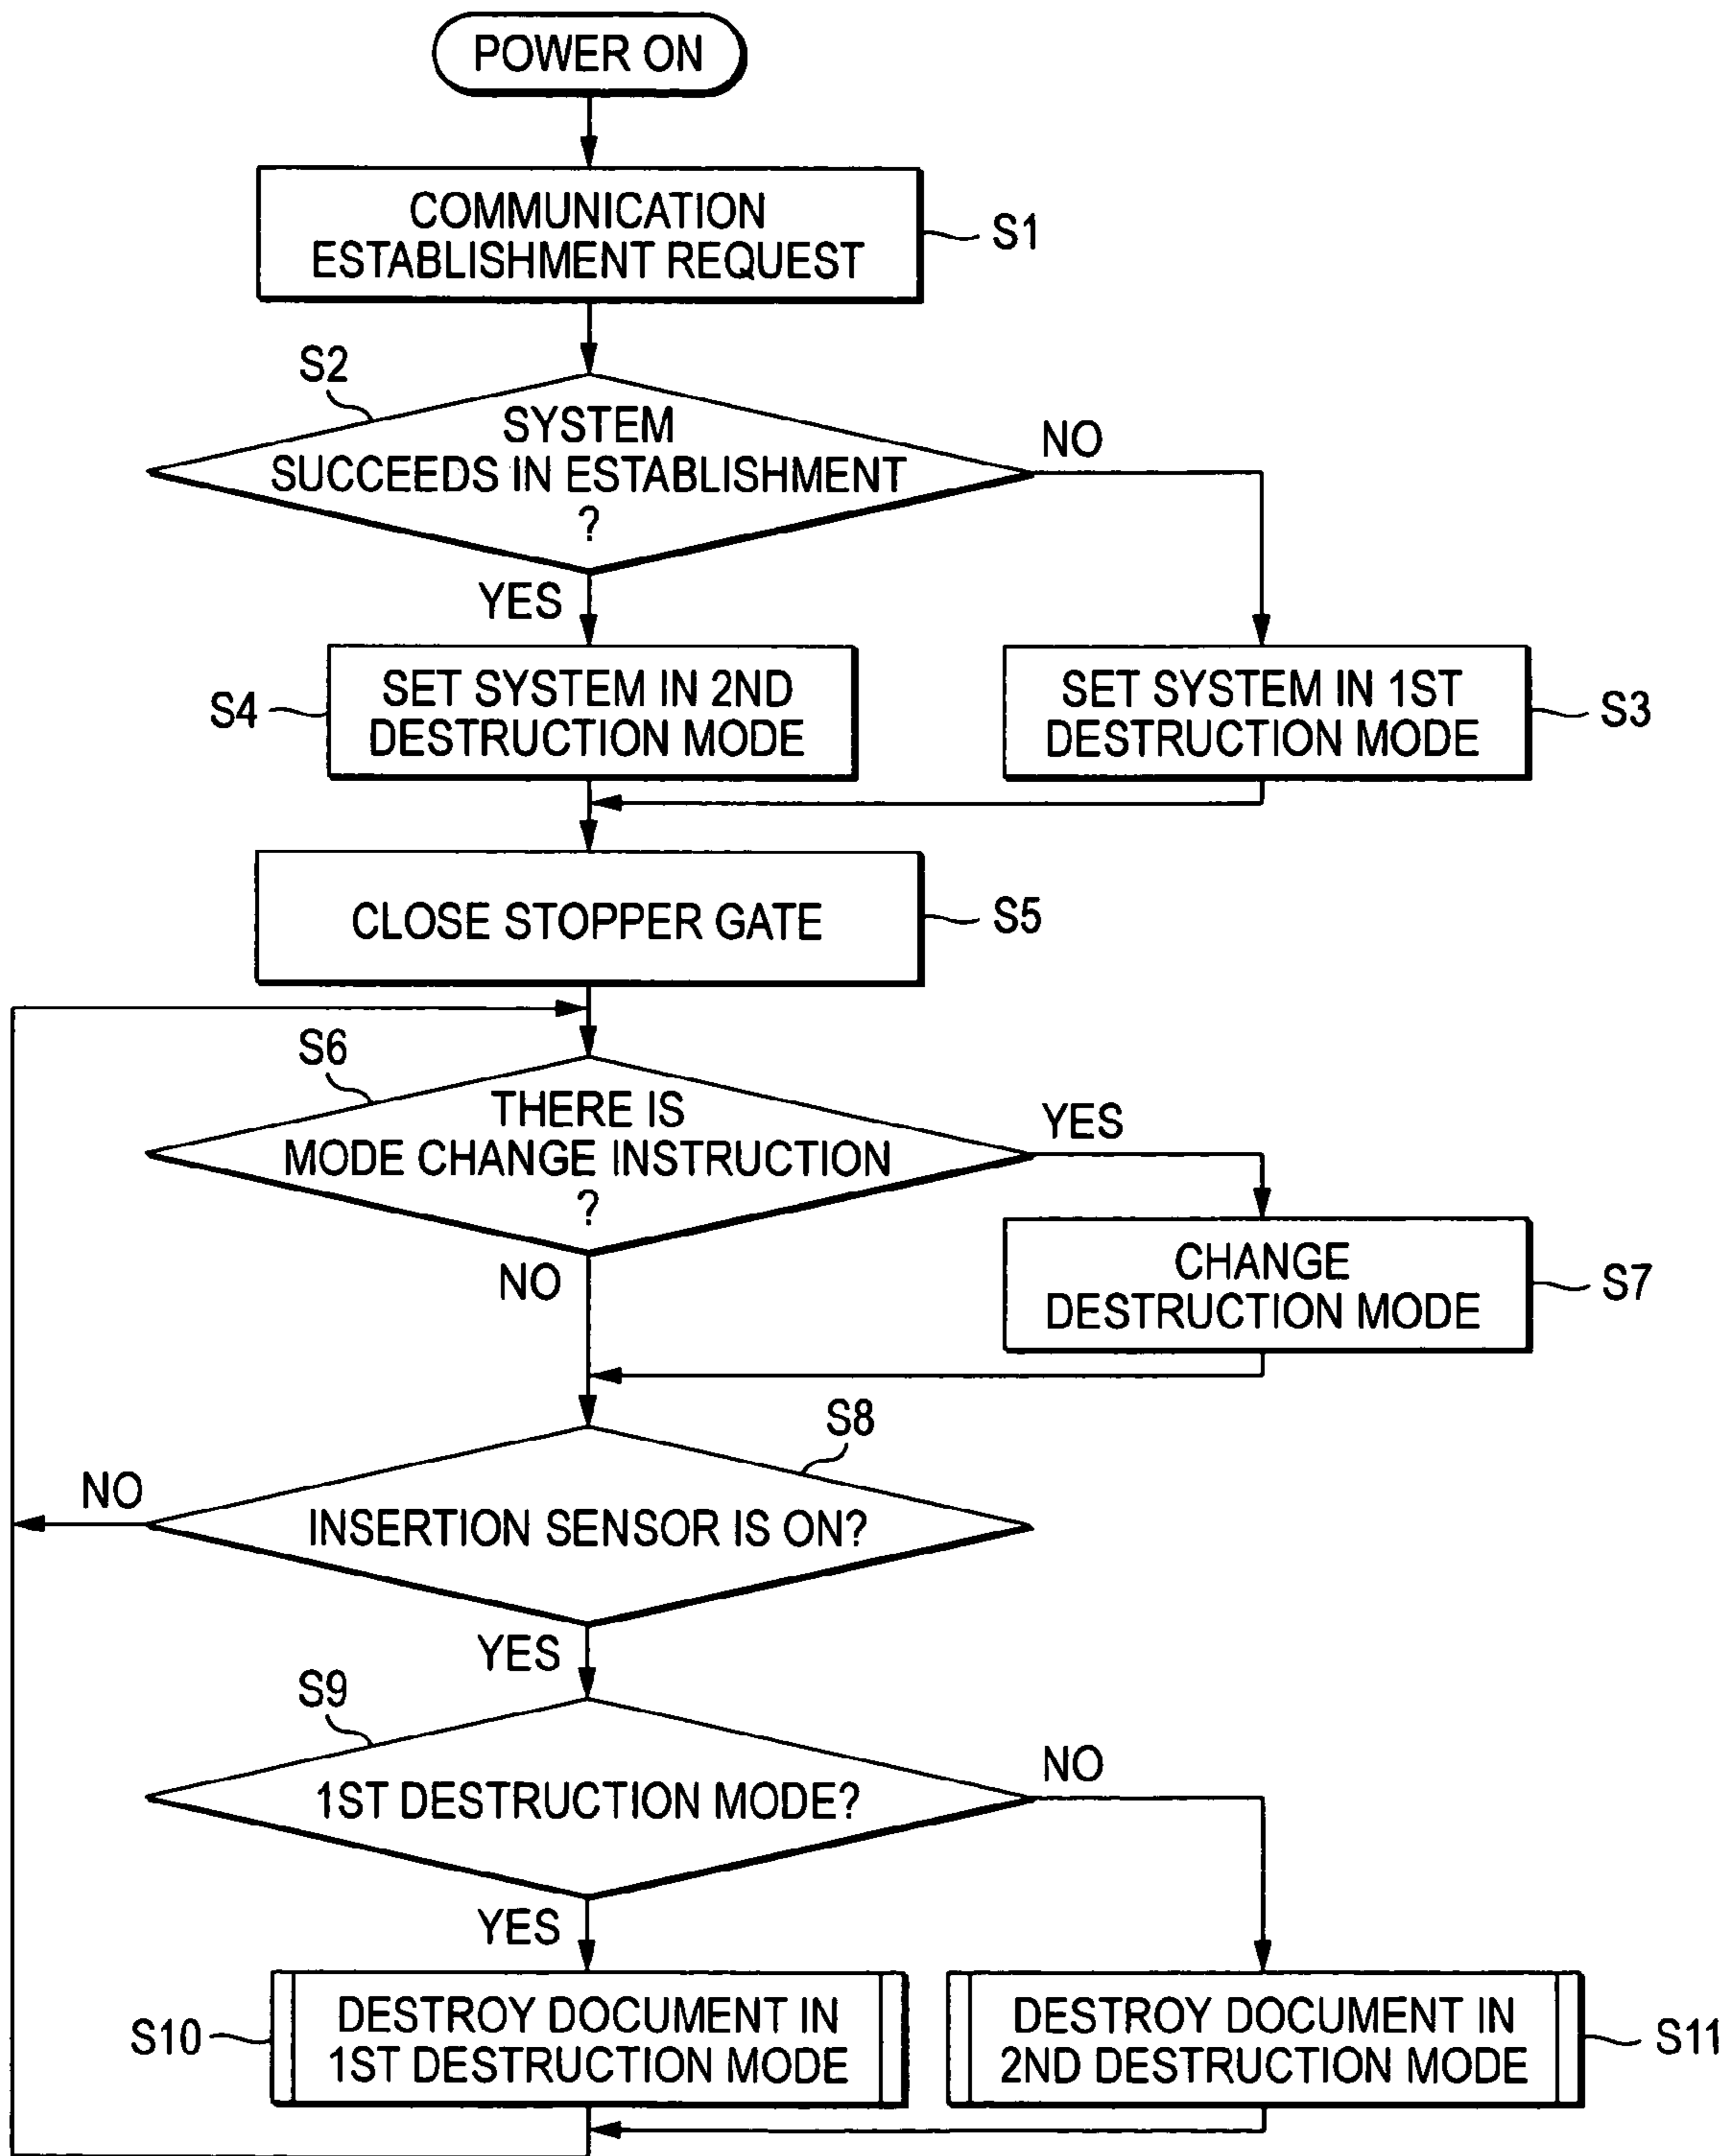 POWER ON
COMMUNICATION
ESTABLISHMENT REQUEST
S1
S2
SYSTEM
SUCCEEDS IN ESTABLISHMENT
?
NO
YES
S4
SET SYSTEM IN 2ND
DESTRUCTION MODE
SET SYSTEM IN 1ST
DESTRUCTION MODE
S3
CLOSE STOPPER GATE
S5
S6
THERE IS
MODE CHANGE INSTRUCTION
?
YES
NO
CHANGE
DESTRUCTION MODE
S7
S8
NO
INSERTION SENSOR IS ON?
YES
S9
1ST DESTRUCTION MODE?
NO
YES
S10
DESTROY DOCUMENT IN
1ST DESTRUCTION MODE
DESTROY DOCUMENT IN
2ND DESTRUCTION MODE
S11